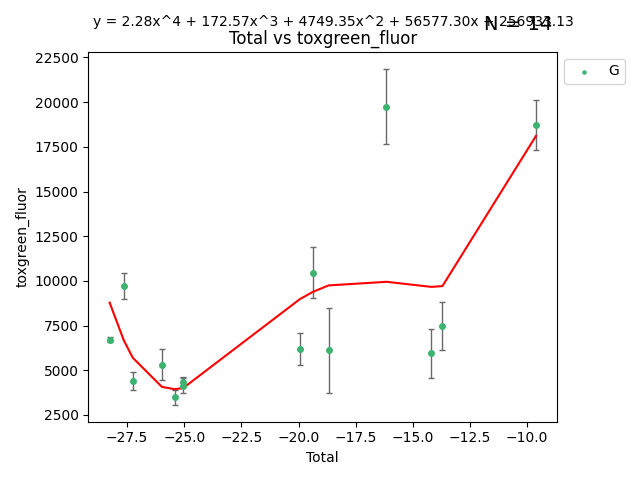 y = 2.28x^4 + 172.57x^3 + 4749.35x^2 + 56577.30x + 256933.13
N = 14
Total vs toxgreen_fluor
G
22500
20000
17500
15000
12500
10000
7500
5000
2500
toxgreen_fluor
−27.5 −25.0 −22.5 −20.0 −17.5 −15.0 −12.5 −10.0
Total